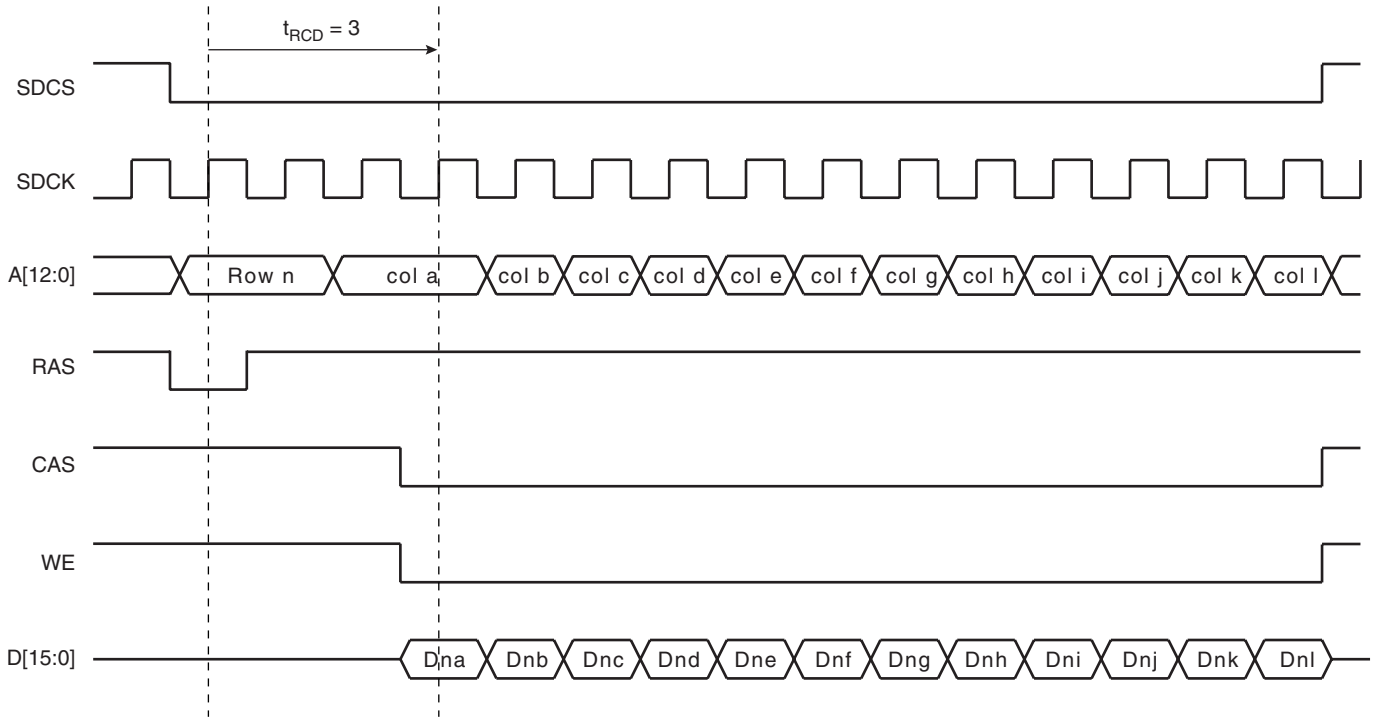 tRCD = 3
SDCS
SDCK
A[12:0] Row n col a col b col c col d col e col f col g col h col i col j col k col l
RAS
CAS
WE
D[15:0] Dna Dnb Dnc Dnd Dne Dnf Dng Dnh Dni Dnj Dnk Dnl